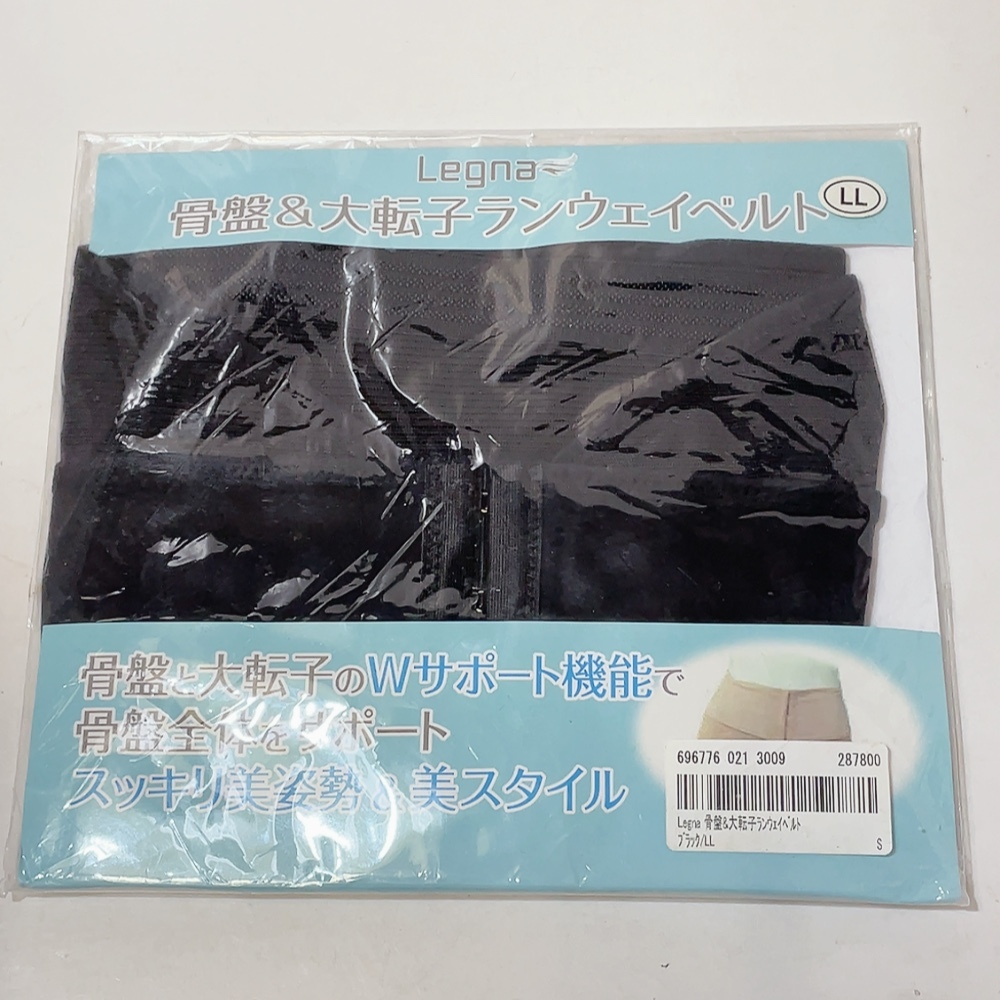 Legna
骨盤&大転子ランウェイベルト
LL
骨盤と大転子のWサポート機能で
骨盤全体をサポート
スッキリ美姿勢&美スタイル
696776 021 3009 287800
Legna 骨盤&大転子ランウェイベルト
ブラック/LL S